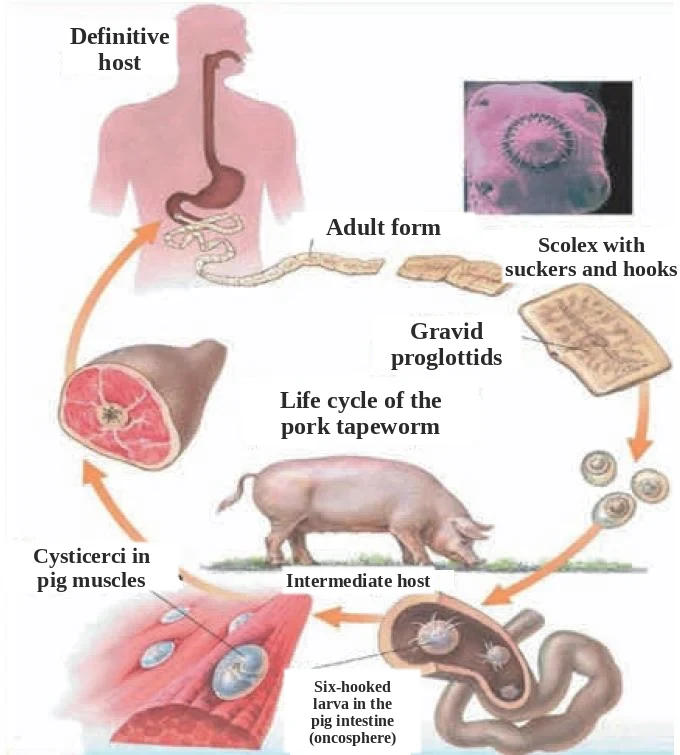 Definitive
host
Adult form
Scolex with
suckers and hooks
Gravid
proglottids
Life cycle of the
pork tapeworm
Cysticerci in
pig muscles
Intermediate host
Six-hooked
larva in the
pig intestine
(oncosphere)